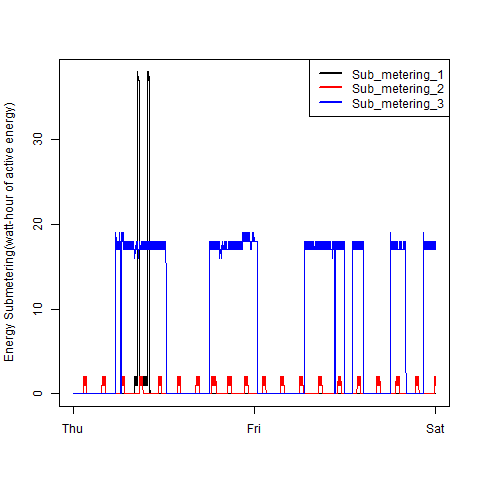 Sub_metering_1
Sub_metering_2
Sub_metering_3
Energy Submetering(watt-hour of active energy)
30
20
10
0
Thu Fri Sat